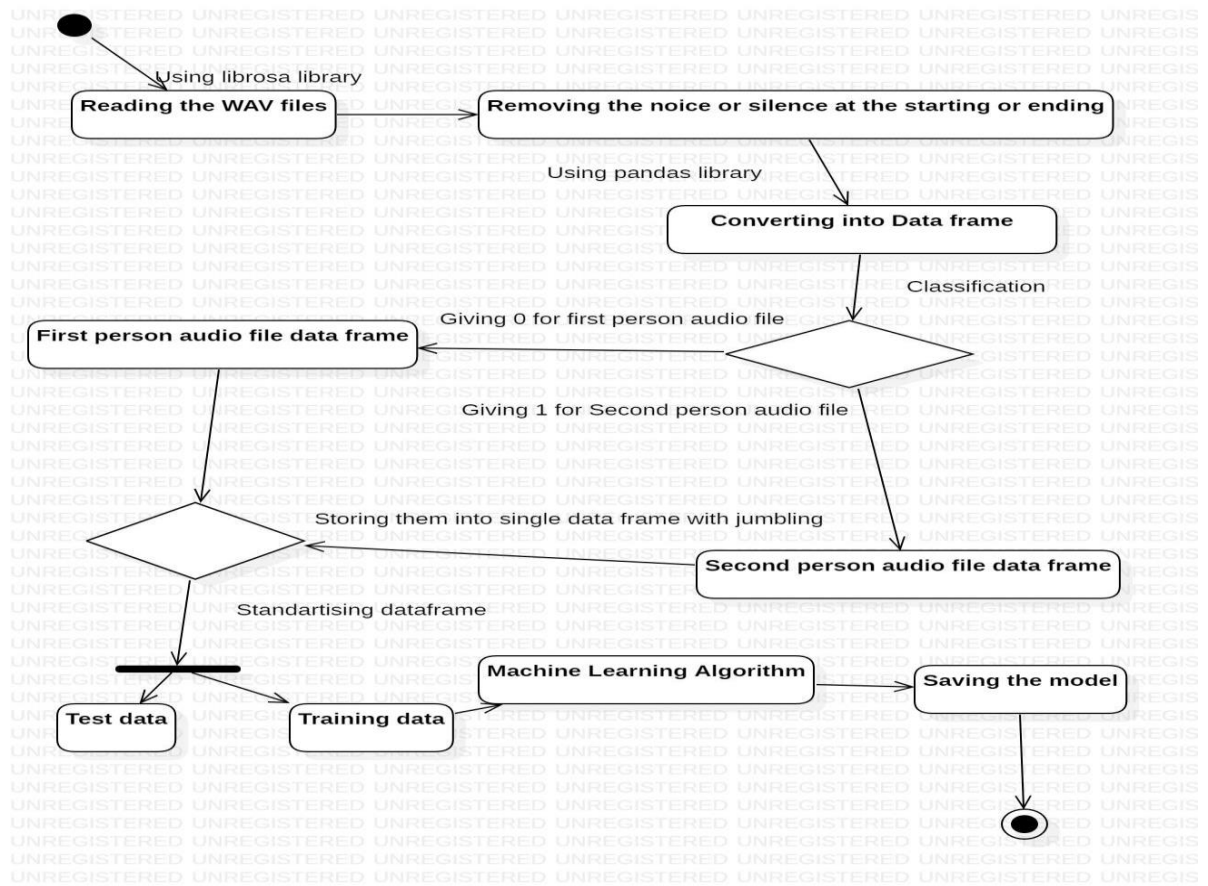 Using librosa library
Reading the WAV files
Removing the noice or silence at the starting or ending
Using pandas library
Converting into Data frame
Classification
Giving 0 for first person audio file
First person audio file data frame
Giving 1 for Second person audio file
Storing them into single data frame with jumbling
Second person audio file data frame
Standartising dataframe
Machine Learning Algorithm
Saving the model
Test data
Training data
UNREGISTERED